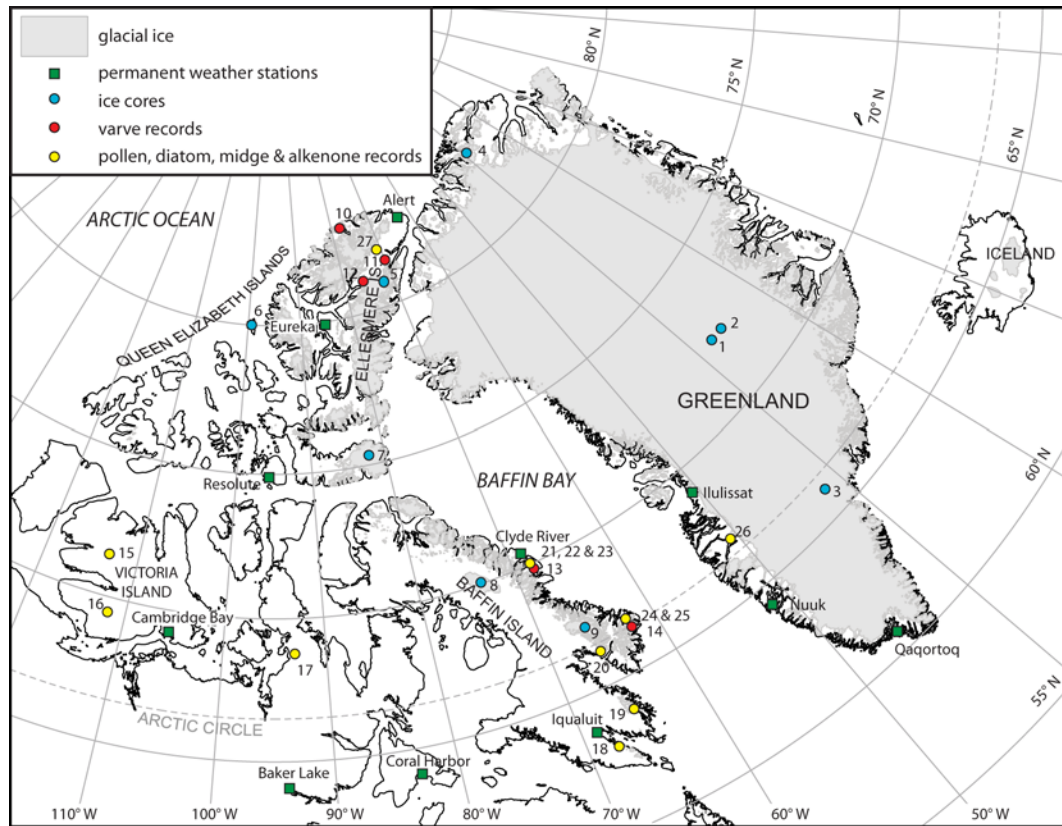 glacial ice
permanent weather stations
ice cores
varve records
pollen, diatom, midge & alkenone records
80° N
75° N
70° N
65° N
4
ARCTIC OCEAN
10
Alert
27
11
12
5
ICELAND
QUEEN ELIZABETH ISLANDS
6
Eureka
ELLESMERE IS
2
1
GREENLAND
7
Resolute
BAFFIN BAY
Ilulissat
3
60° N
26
Clyde River
21, 22 & 23
13
15
VICTORIA
ISLAND
8
BAFFIN ISLAND
16
Cambridge Bay
24 & 25
14
9
Nuuk
17
20
Qaqortoq
55° N
ARCTIC CIRCLE
19
Iqualuit
18
Baker Lake
Coral Harbor
110°W
100°W
90°W
80°W
70°W
60°W
50°W